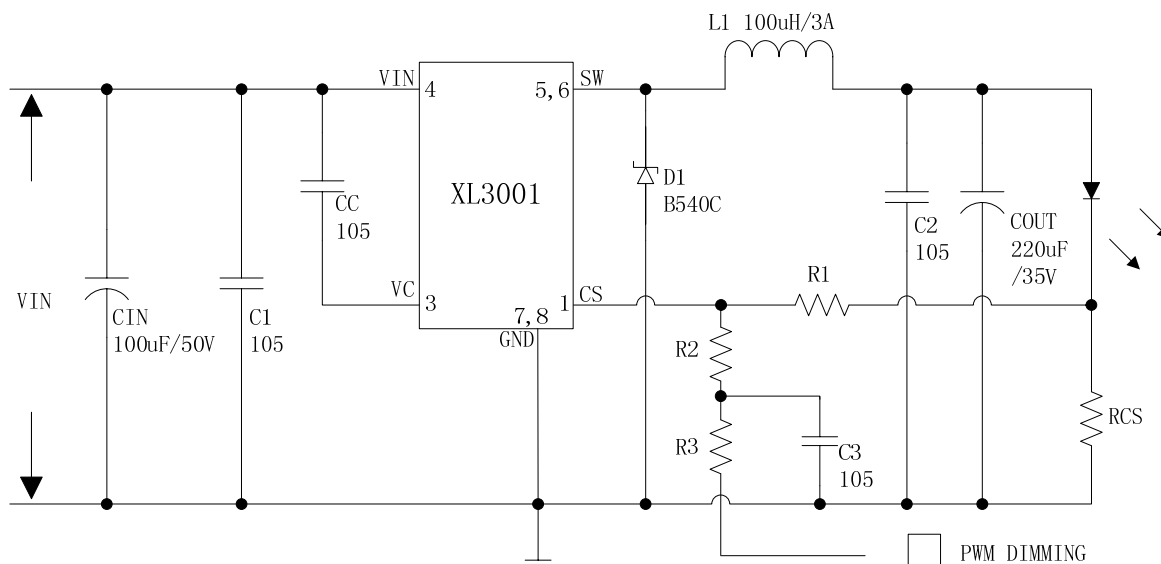 L1 100uH/3A
VIN
4
5,6
SW
XL3001
CC
105
D1
B540C
C2
105
COUT
220uF
/35V
VC
3
1
CS
7,8
GND
R1
VIN
CIN
100uF/50V
C1
105
R2
R3
C3
105
RCS
PWM DIMMING